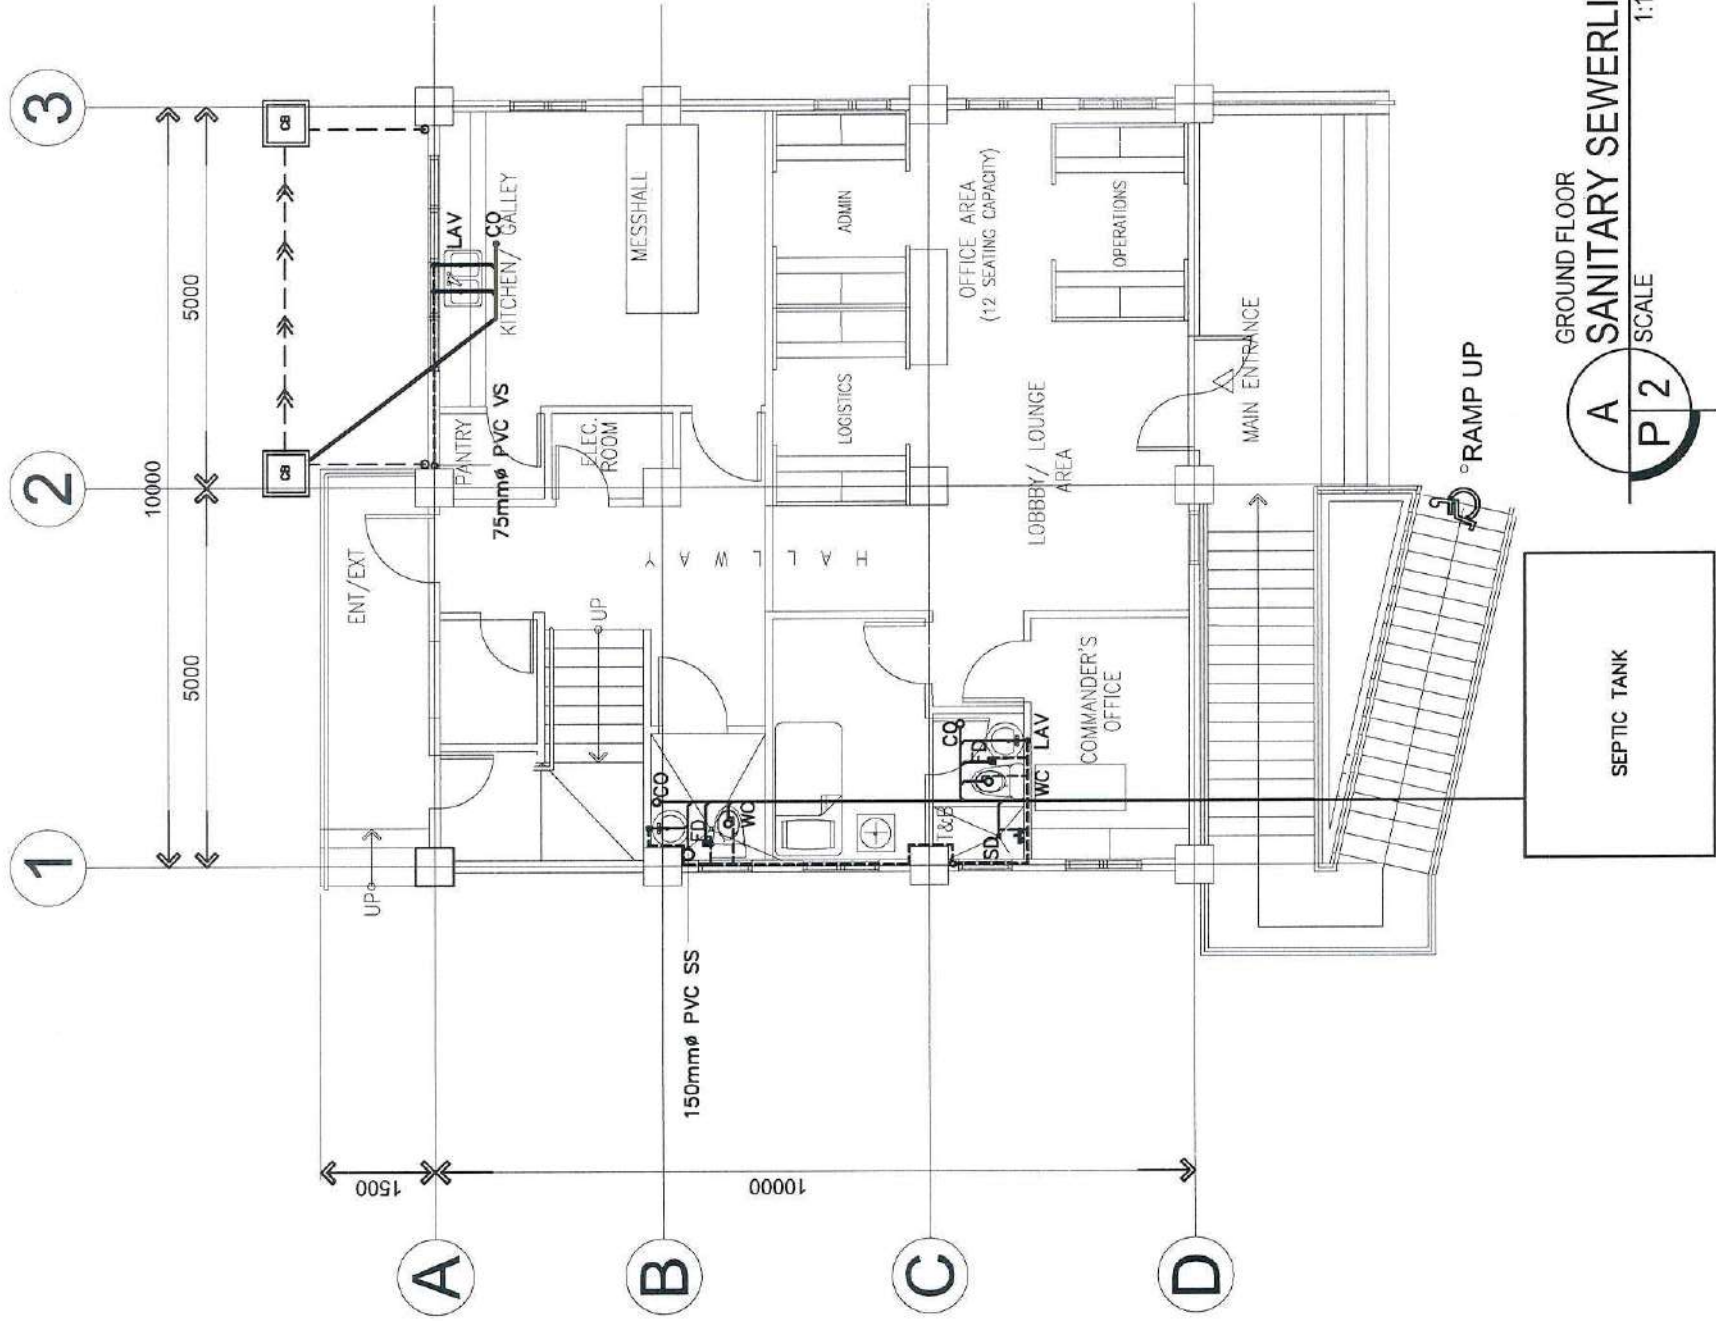 1
2
3
10000
5000
5000
CB
CB
1500
10000
A
B
C
D
UP
ENT/EXT
PANTRY
75mmø PVC VS
LAV
CO
KITCHEN/ GALLEY
ELEC.
ROOM
MESSHALL
UP
HALLWAY
CO
FD
WC
150mmø PVC SS
LOGISTICS
ADMIN
OFFICE AREA
(12 SEATING CAPACITY)
OPERATIONS
LOBBY/ LOUNGE
AREA
CO
FD
LAV
WC
T&B
SD
COMMANDER'S
OFFICE
MAIN ENTRANCE
RAMP UP
SEPTIC TANK
A
P 2
GROUND FLOOR
SANITARY SEWERLI
SCALE
1:1